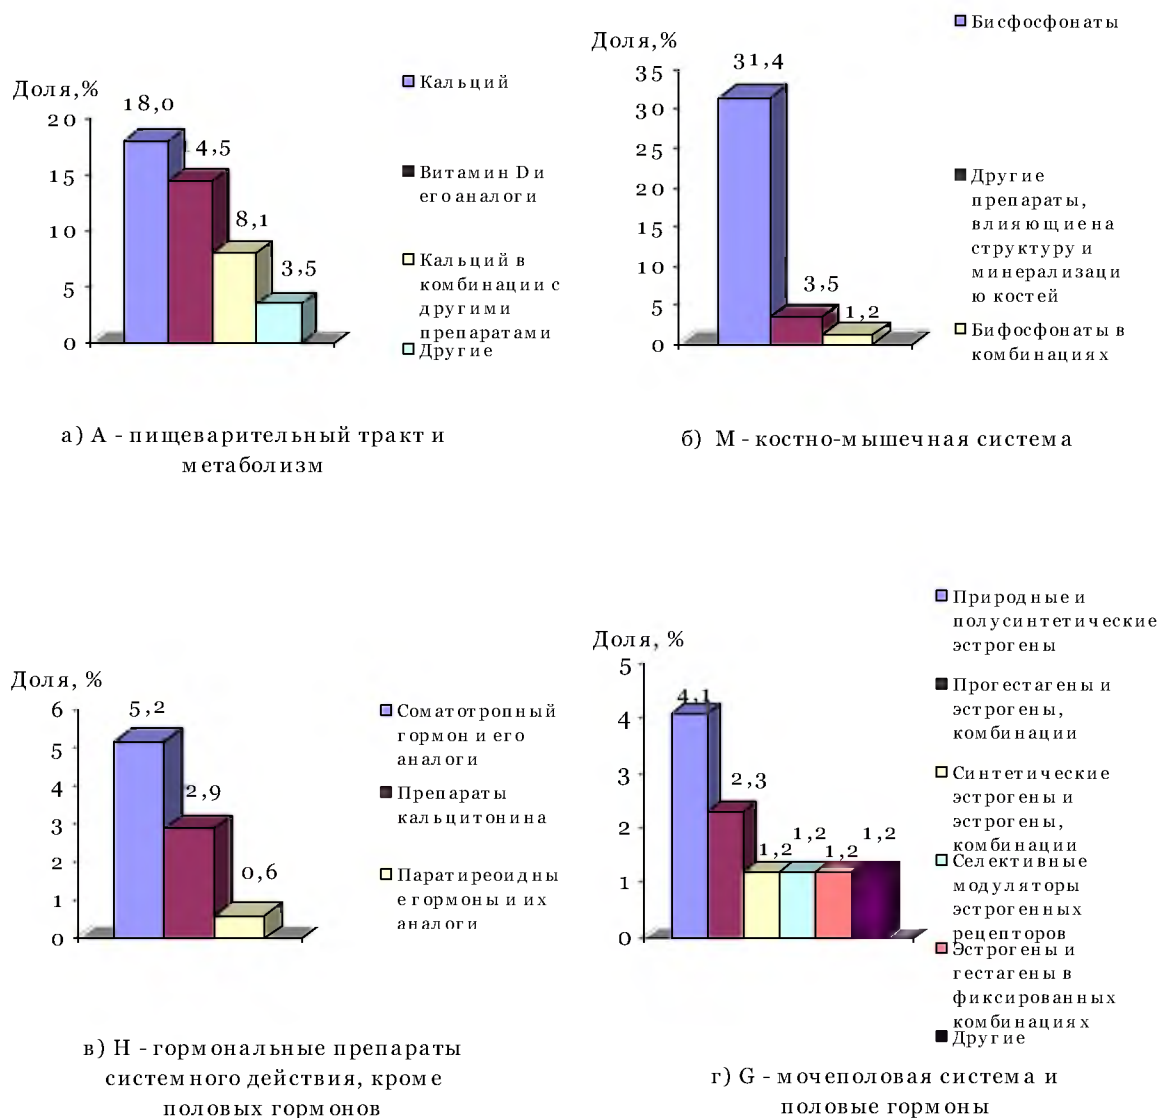 Доля,%
18,0
14,5
8,1
3,5
20
15
10
5
0
Кальций
Витамин D и
его аналоги
Кальций в
комбинации с
другими
препаратами
Другие
а) А - пищеварительный тракт и
метаболизм
Доля,%
31,4
3,5
1,2
35
30
25
20
15
10
5
0
Бисфосфонаты
Другие
препараты,
влияющие на
структуру и
минерализаци
ю костей
Бифосфонаты в
комбинациях
б) М - костно-мышечная система
Доля, %
5,2
2,9
0,6
6
5
4
3
2
1
0
Соматотропный
гормон и его
аналоги
Препараты
кальцитонина
Паратиреоидны
е гормоны и их
аналоги
в) Н - гормональные препараты
системного действия, кроме
половых гормонов
Доля, %
4,1
2,3
1,2
1,2
1,2
1,2
5
4
3
2
1
0
Природные и
полусинтетические
эстрогены
Прогестагены и
эстрогены,
комбинации
Синтетические
эстрогены и
эстрогены,
комбинации
Селективные
модуляторы
эстрогенных
рецепторов
Эстрогены и
гестагены в
фиксированных
комбинациях
Другие
г) G - мочеполовая система и
половые гормоны